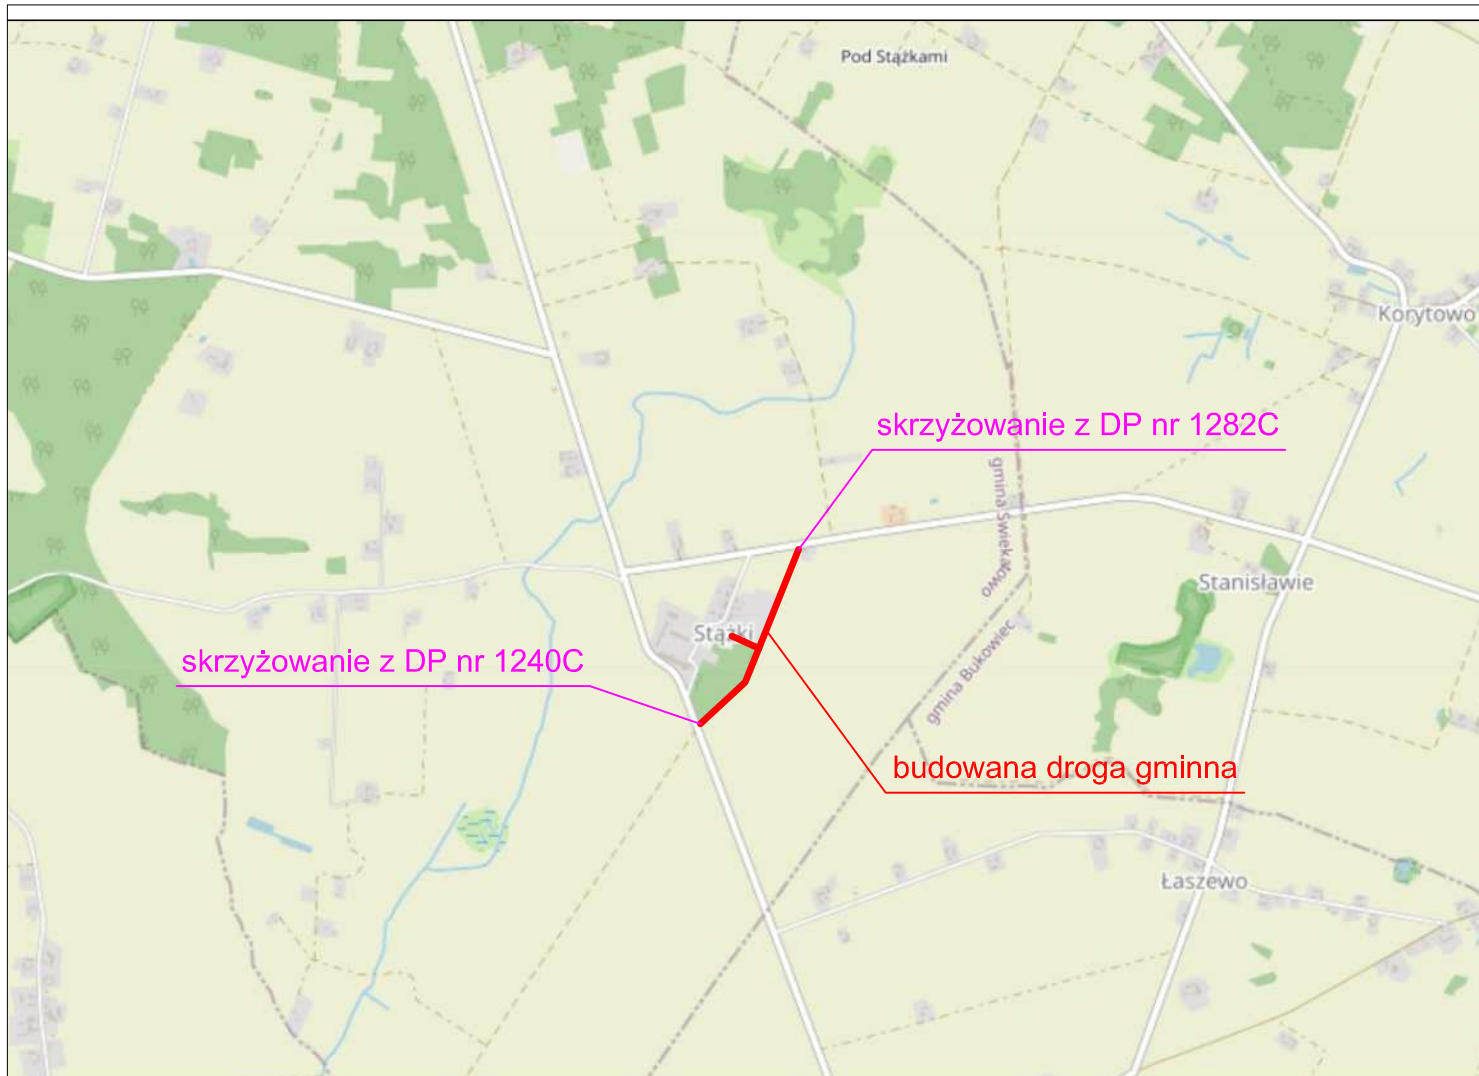 Pod Stążkami
Korytowo
skrzyżowanie z DP nr 1282C
gmina Świekatowo
Stanisławie
Stążki
skrzyżowanie z DP nr 1240C
gmina Bukowiec
budowana droga gminna
Łaszewo